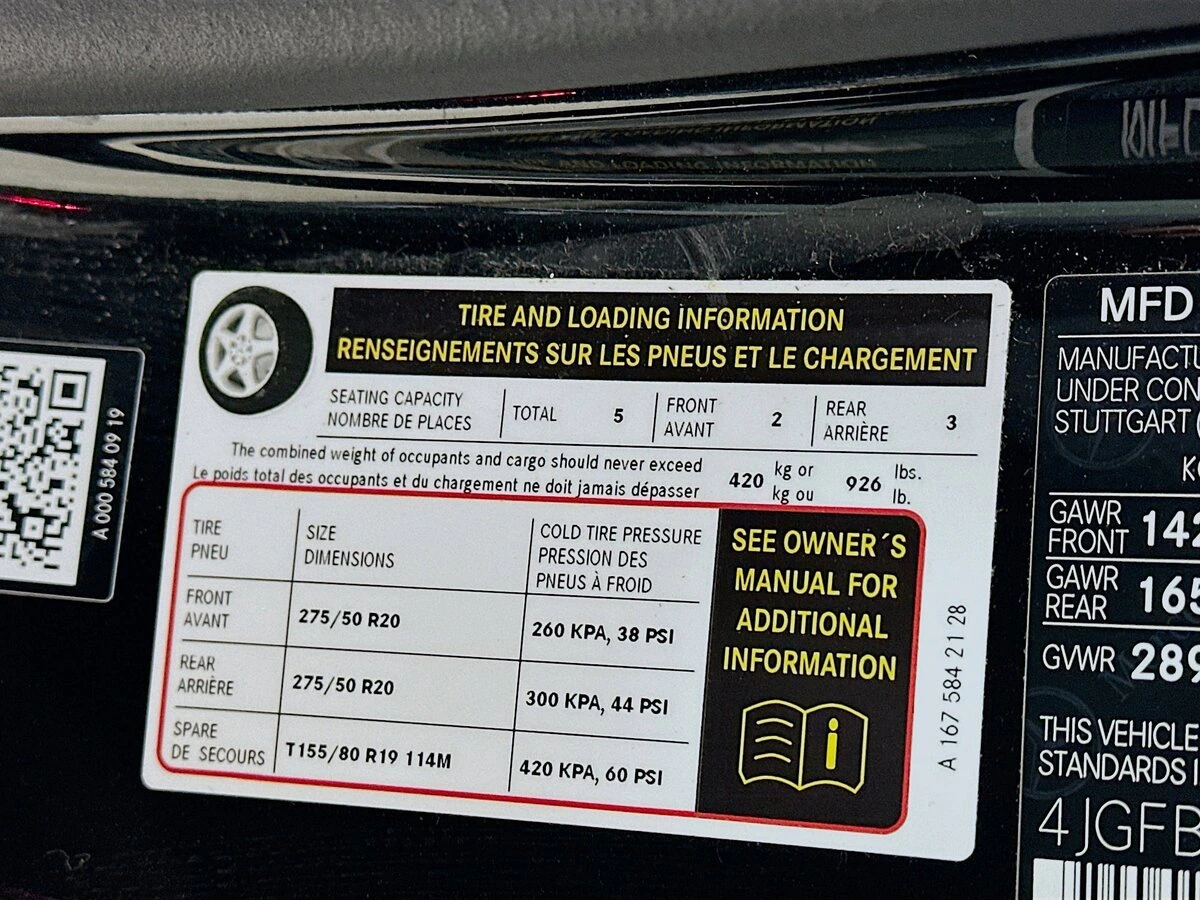 TIRE AND LOADING INFORMATION
RENSEIGNEMENTS SUR LES PNEUS ET LE CHARGEMENT
SEATING CAPACITY
NOMBRE DE PLACES
TOTAL 5
FRONT
AVANT
2
REAR
ARRIÈRE
3
The combined weight of occupants and cargo should never exceed
Le poids total des occupants et du chargement ne doit jamais dépasser
420
kg or
kg ou
926
lbs.
lb.
TIRE
PNEU
SIZE
DIMENSIONS
COLD TIRE PRESSURE
PRESSION DES
PNEUS À FROID
FRONT
AVANT
275/50 R20
260 KPA, 38 PSI
REAR
ARRIÈRE
275/50 R20
300 KPA, 44 PSI
SPARE
DE SECOURS
T155/80 R19 114M
420 KPA, 60 PSI
SEE OWNER´S
MANUAL FOR
ADDITIONAL
INFORMATION
A 167 584 21 28
A 000 584 09 19
MFD
MANUFACTU
UNDER CON
STUTTGART
GAWR
FRONT 142
GAWR
REAR 165
GVWR 289
THIS VEHICLE
STANDARDS
4JGFB